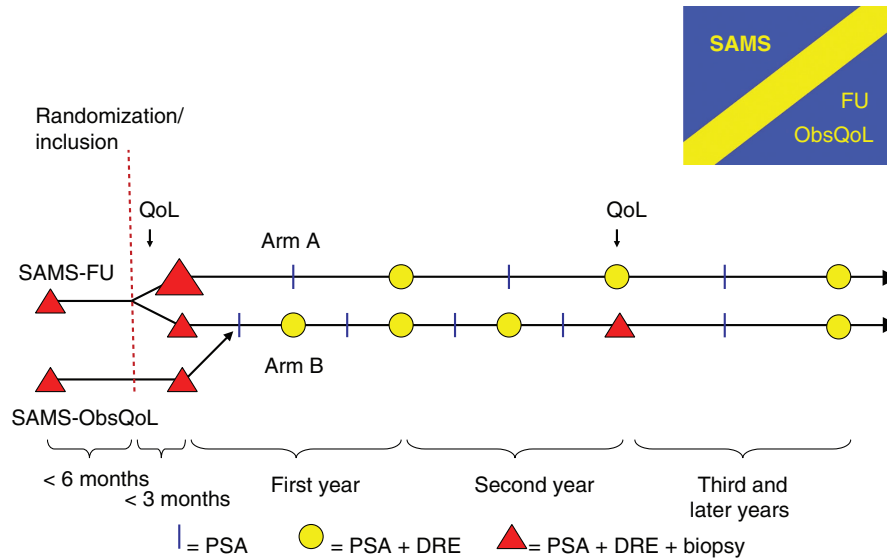 SAMS
FU
ObsQoL
Randomization/
inclusion
QoL
QoL
Arm A
SAMS-FU
Arm B
SAMS-ObsQoL
< 6 months
< 3 months
First year
Second year
Third and
later years
= PSA
= PSA + DRE
= PSA + DRE + biopsy